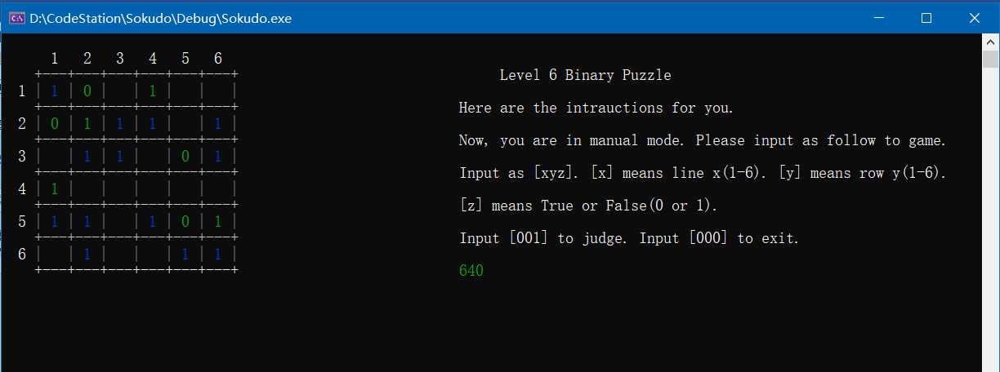 D:\CodeStation\Sokudo\Debug\Sokudo.exe
1 2 3 4 5 6
+---+---+---+---+---+---+
1 | 1 | 0 |   | 1 |   |   |
+---+---+---+---+---+---+
2 | 0 | 1 | 1 | 1 |   | 1 |
+---+---+---+---+---+---+
3 |   | 1 | 1 |   | 0 | 1 |
+---+---+---+---+---+---+
4 | 1 |   |   |   |   |   |
+---+---+---+---+---+---+
5 | 1 | 1 |   | 1 | 0 | 1 |
+---+---+---+---+---+---+
6 |   | 1 |   |   | 1 | 1 |
+---+---+---+---+---+---+
Level 6 Binary Puzzle
Here are the intrauctions for you.
Now, you are in manual mode. Please input as follow to game.
Input as [xyz]. [x] means line x(1-6). [y] means row y(1-6).
[z] means True or False(0 or 1).
Input [001] to judge. Input [000] to exit.
640